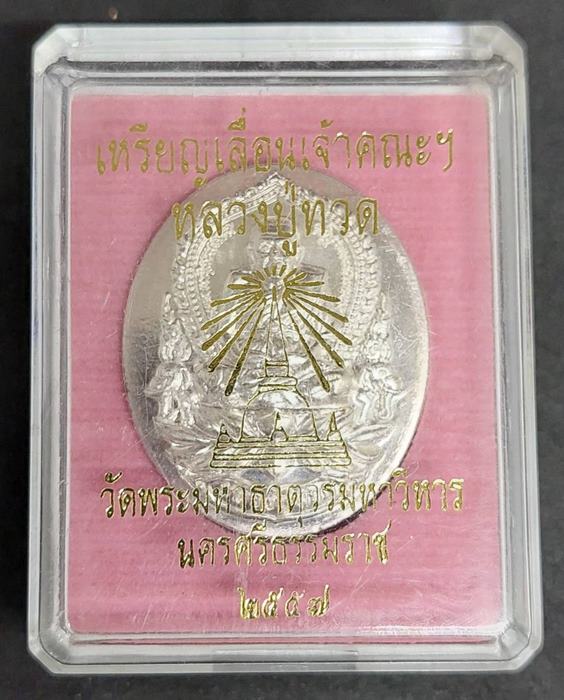 เหรียญเลื่อนเจ้าคณะฯ
หลวงปู่ทวด
วัดพระมหาธาตุวรมหาวิหาร
นครศรีธรรมราช
๒๕๕๗